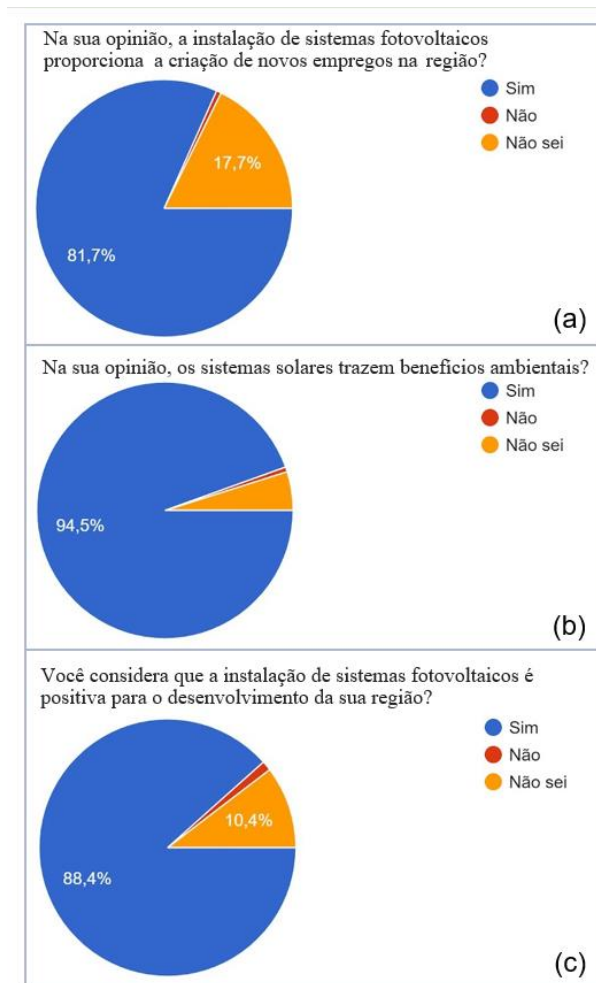 Na sua opinião, a instalação de sistemas fotovoltaicos
proporciona a criação de novos empregos na região?
Sim
Não
Não sei
17,7%
81,7%
(a)
Na sua opinião, os sistemas solares trazem benefícios ambientais?
Sim
Não
Não sei
94,5%
(b)
Você considera que a instalação de sistemas fotovoltaicos é
positiva para o desenvolvimento da sua região?
Sim
Não
Não sei
10,4%
88,4%
(c)